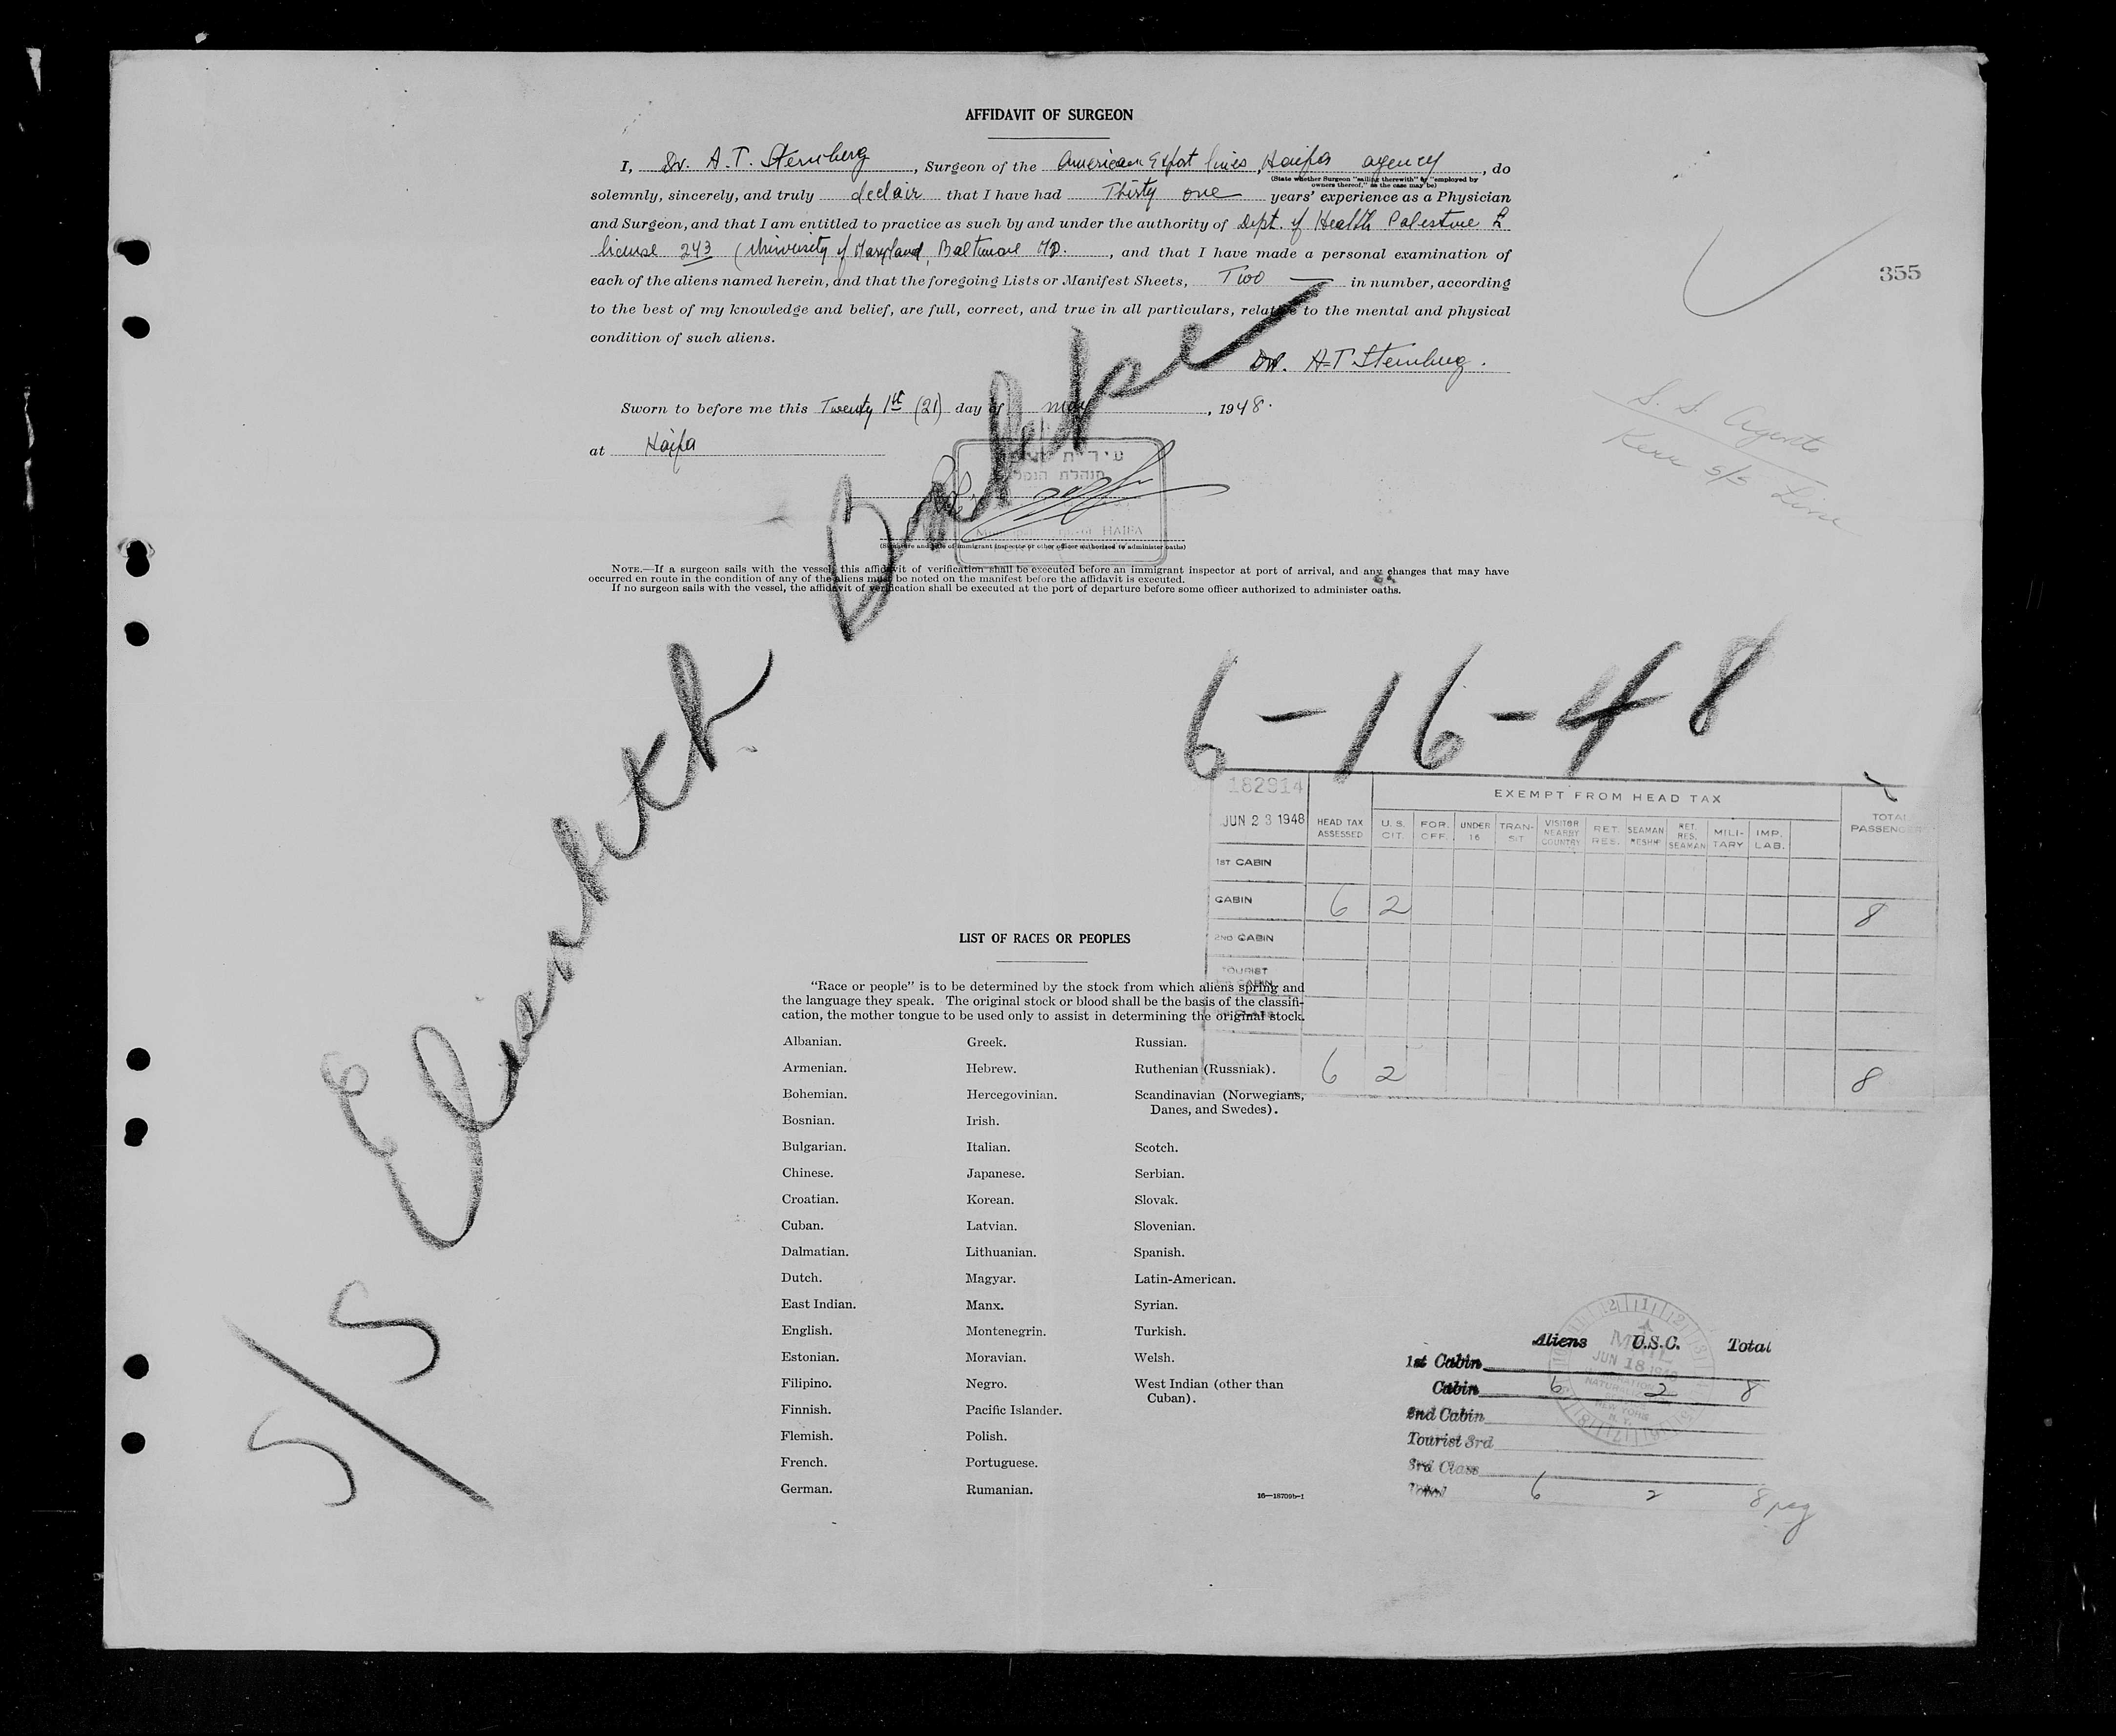 AFFIDAVIT OF SURGEON
I, Dr. A. T. Sternberg, Surgeon of the American Export lines, Haifa agency, do
(State whether Surgeon "sailing therewith" or "employed by
owners thereof," as the case may be)
solemnly, sincerely, and truly declair that I have had Thirty one years' experience as a Physician
and Surgeon, and that I am entitled to practice as such by and under the authority of Dept. of Health Palestine
license 243 (University of Maryland, Baltimore MD., and that I have made a personal examination of
each of the aliens named herein, and that the foregoing Lists or Manifest Sheets, Two — in number, according
to the best of my knowledge and belief, are full, correct, and true in all particulars, relative to the mental and physical
condition of such aliens.
355
Dr. A-T Sternberg.
Sworn to before me this Twenty 1st (21) day of may, 1948.
at Haifa
S. S. Agents
Kerr S/S Line
HAIFA
(Signature and title of immigrant inspector or other officer authorized to administer oaths)
NOTE.—If a surgeon sails with the vessel, this affidavit of verification shall be executed before an immigrant inspector at port of arrival, and any changes that may have
occurred en route in the condition of any of the aliens must be noted on the manifest before the affidavit is executed.
If no surgeon sails with the vessel, the affidavit of verification shall be executed at the port of departure before some officer authorized to administer oaths.
S/S Elisabeth Bakke
6-16-48
182914
JUN 23 1948
HEAD TAX ASSESSED
EXEMPT FROM HEAD TAX
U. S. CIT.
FOR. OFF.
UNDER 16
TRAN-SIT
VISITOR NEARBY COUNTRY
RET. RES.
SEAMAN RESHIP
RET. RES. SEAMAN
MILI-TARY
IMP. LAB.
TOTAL PASSENGERS
1ST CABIN
CABIN 6 2 8
2ND CABIN
TOURIST
6 2 8
LIST OF RACES OR PEOPLES
"Race or people" is to be determined by the stock from which aliens spring and
the language they speak. The original stock or blood shall be the basis of the classifi-
cation, the mother tongue to be used only to assist in determining the original stock.
Albanian.
Armenian.
Bohemian.
Bosnian.
Bulgarian.
Chinese.
Croatian.
Cuban.
Dalmatian.
Dutch.
East Indian.
English.
Estonian.
Filipino.
Finnish.
Flemish.
French.
German.
Greek.
Hebrew.
Hercegovinian.
Irish.
Italian.
Japanese.
Korean.
Latvian.
Lithuanian.
Magyar.
Manx.
Montenegrin.
Moravian.
Negro.
Pacific Islander.
Polish.
Portuguese.
Rumanian.
Russian.
Ruthenian (Russniak).
Scandinavian (Norwegians,
Danes, and Swedes).
Scotch.
Serbian.
Slovak.
Slovenian.
Spanish.
Latin-American.
Syrian.
Turkish.
Welsh.
West Indian (other than
Cuban).
16—18709b-1
Aliens U.S.C. Total
1st Cabin
Cabin 6 2 8
2nd Cabin
Tourist 3rd
3rd Class
Total 6 2 8 psg
MAIL
JUN 18 1948
NEW YORK
N. Y.